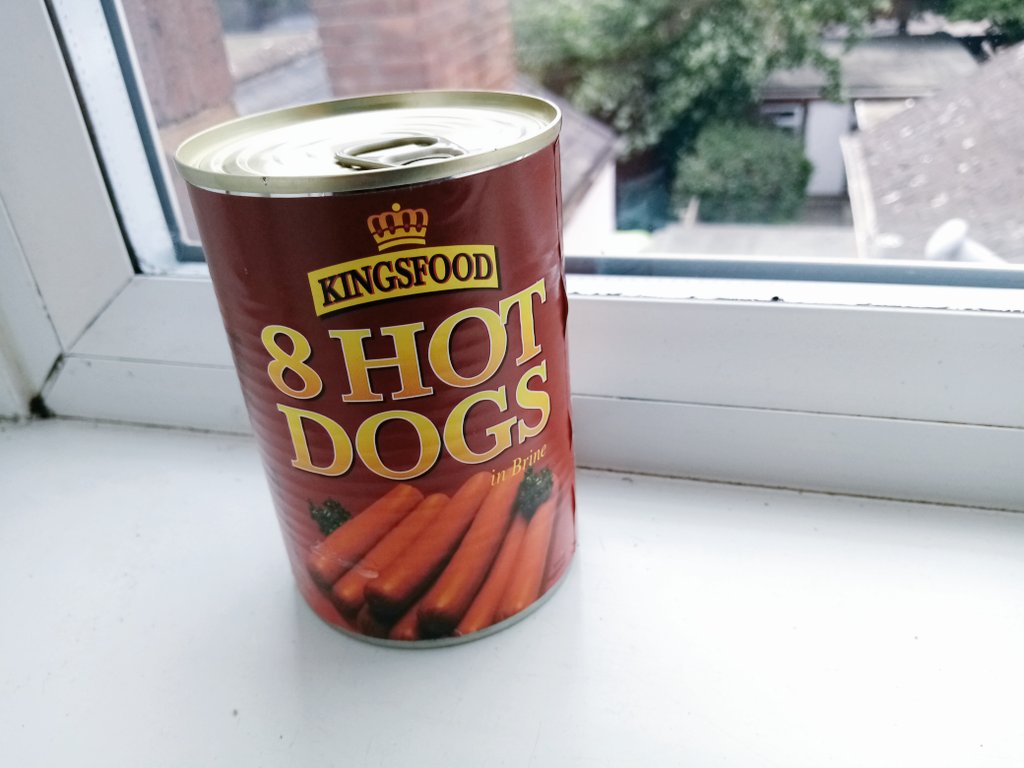 KINGSFOOD
8 HOT
DOGS
in Brine